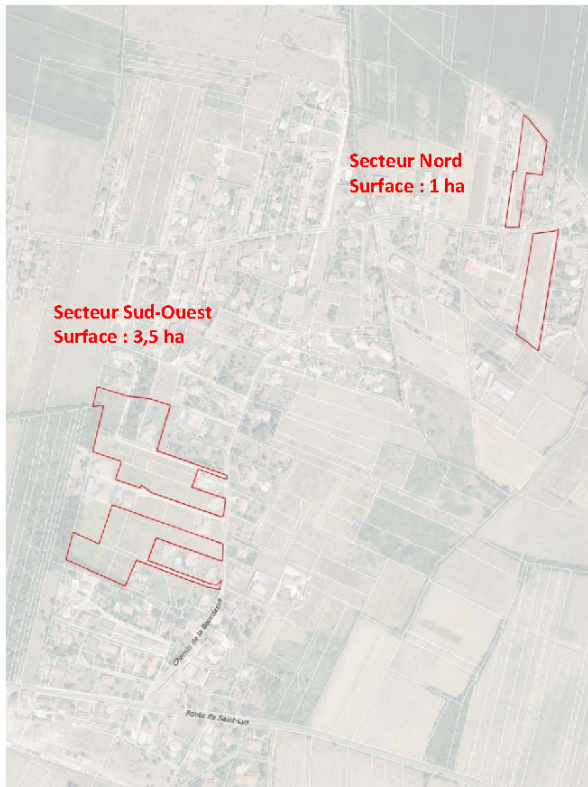 Secteur Nord
Surface : 1 ha
Secteur Sud-Ouest
Surface : 3,5 ha
Chemin de la
Route de Saint-Lys